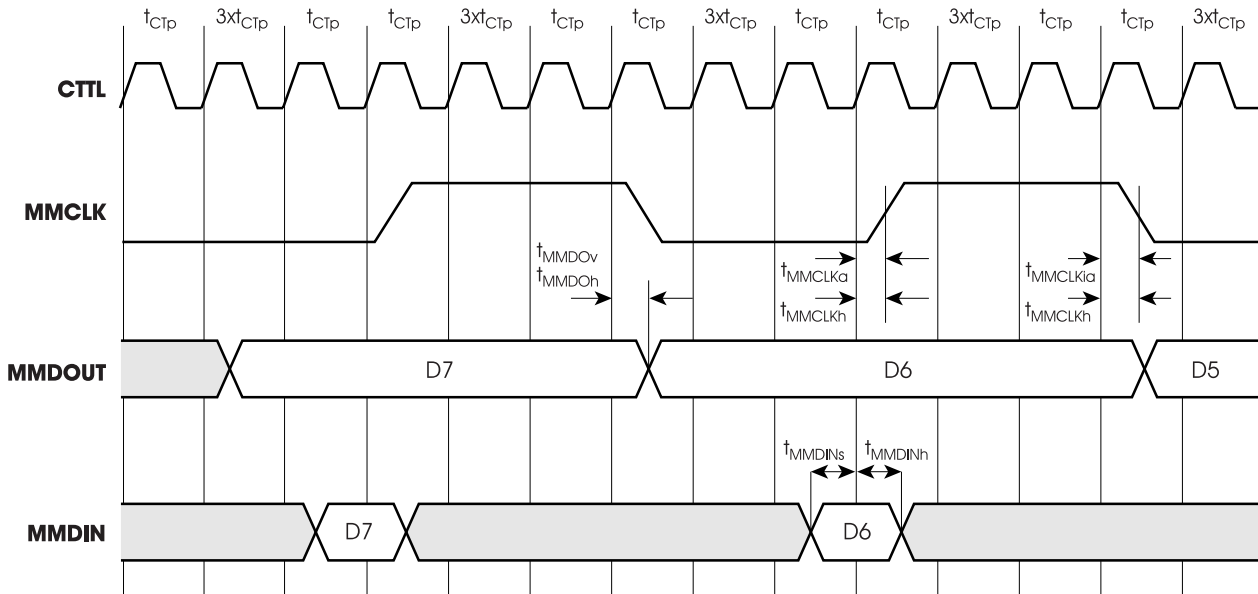 tCTp 3xtCTp tCTp tCTp 3xtCTp tCTp tCTp 3xtCTp tCTp tCTp 3xtCTp tCTp tCTp 3xtCTp
CTTL
MMCLK
tMMDOv
tMMDOh
tMMCLKa
tMMCLKh
tMMCLKia
tMMCLKh
MMDOUT D7 D6 D5
tMMDINs tMMDINh
MMDIN D7 D6